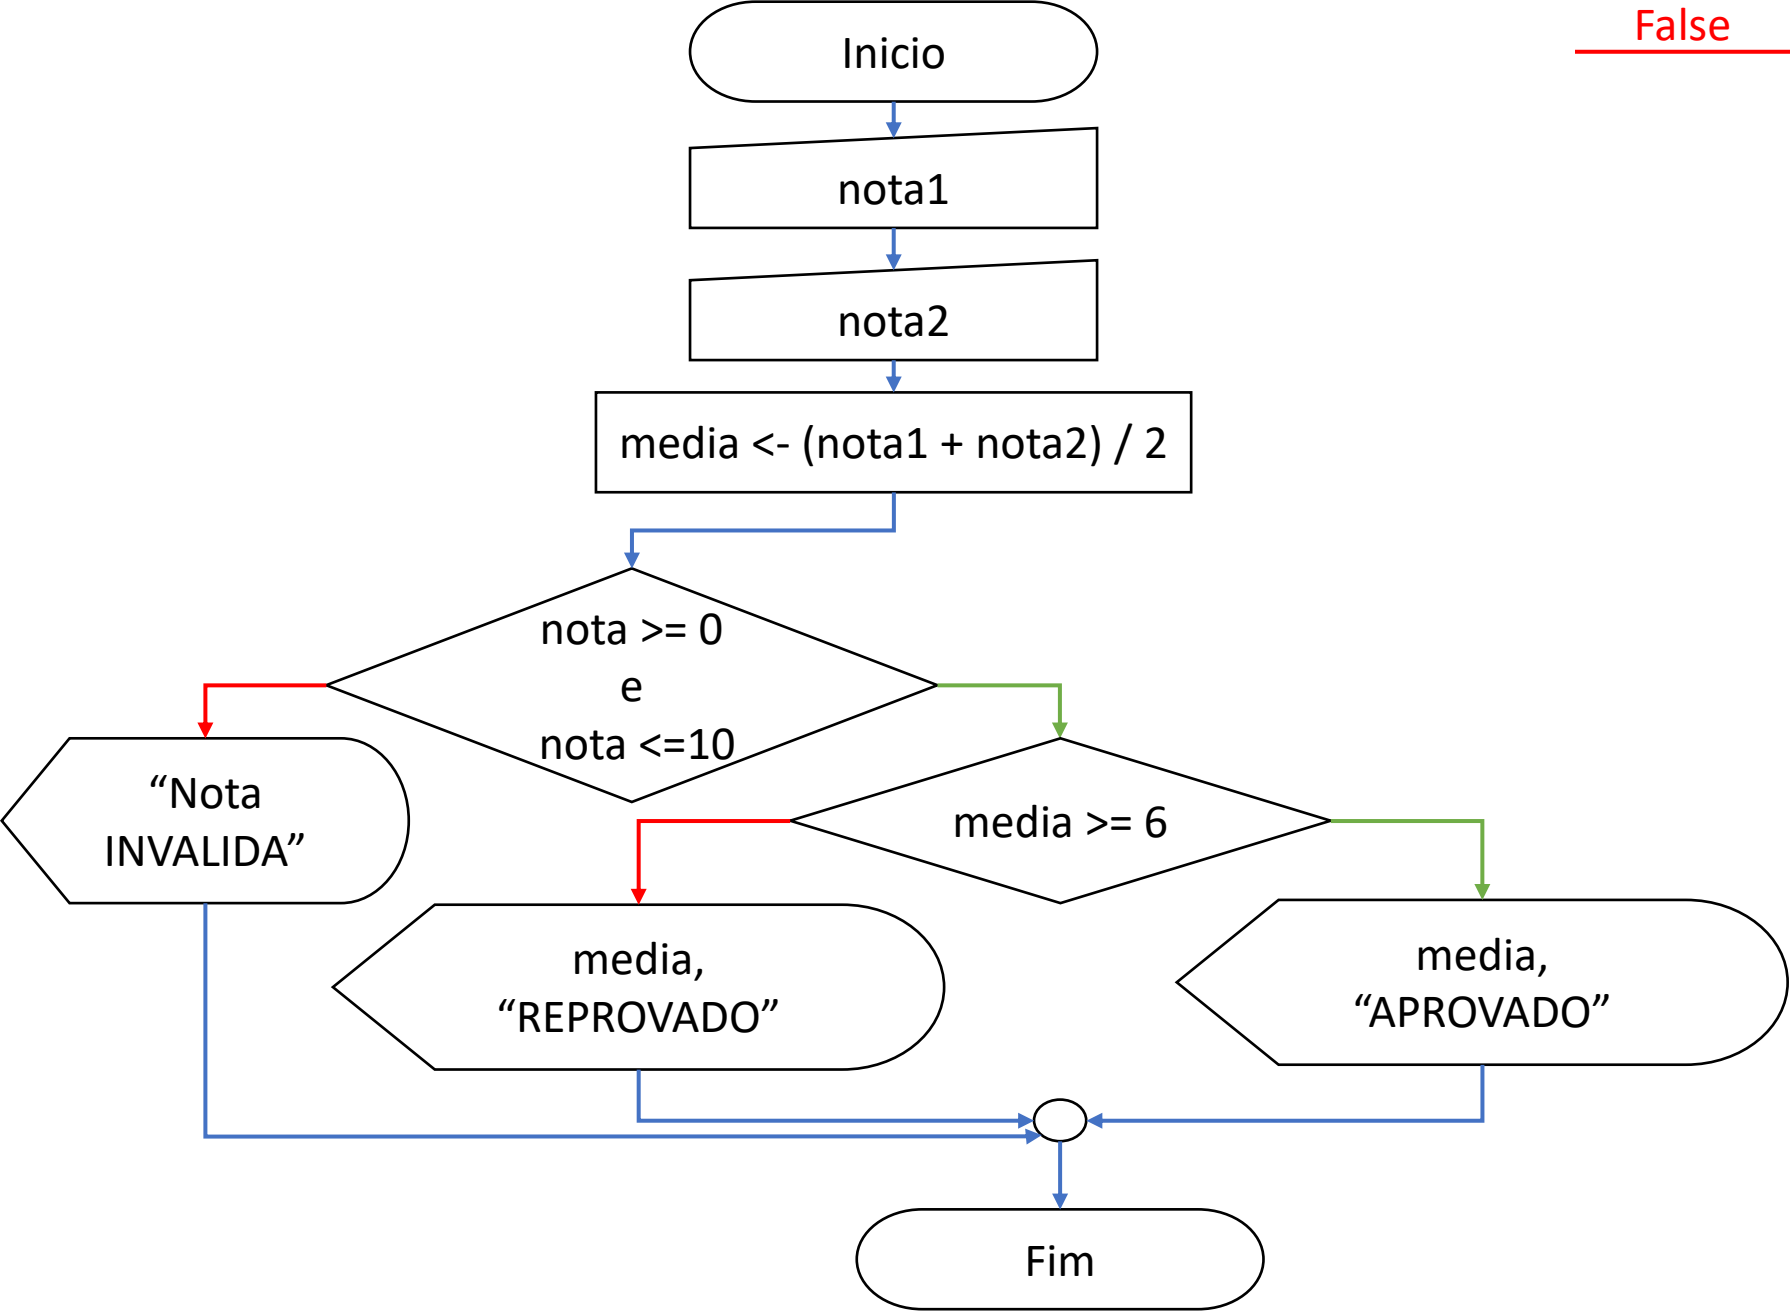 Inicio
False
nota1
nota2
media <- (nota1 + nota2) / 2
nota >= 0
e
nota <=10
“Nota
INVALIDA”
media >= 6
media,
“REPROVADO”
media,
“APROVADO”
Fim